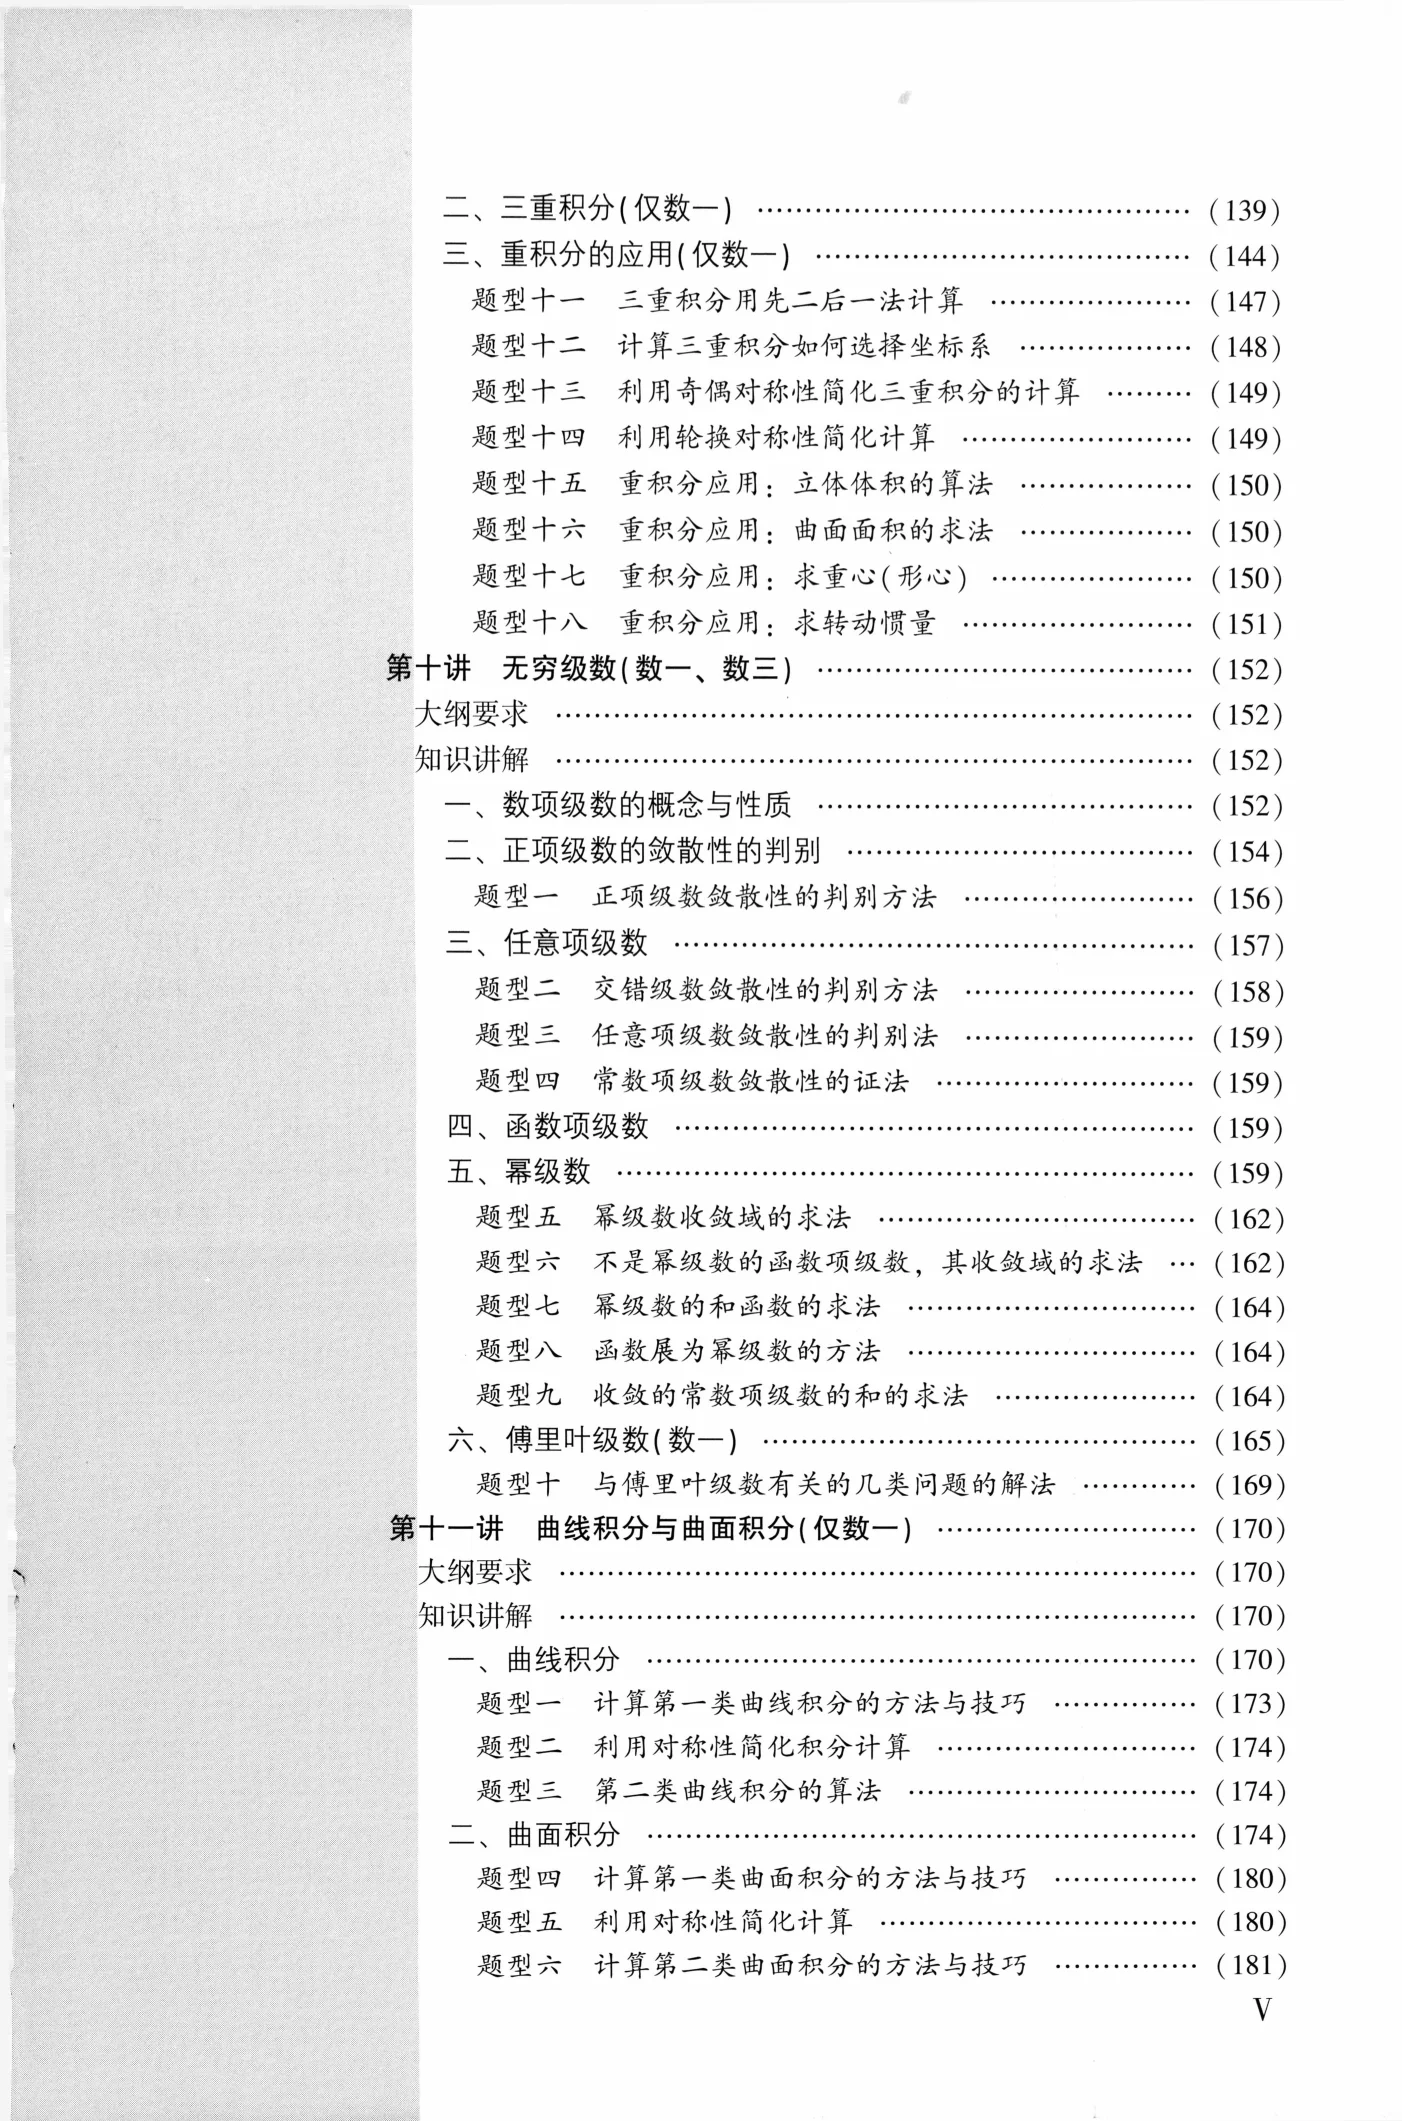 二、三重积分(仅数一) …………………………………… (139)
三、重积分的应用(仅数一) ……………………………… (144)
题型十一 三重积分用先二后一法计算 ………………… (147)
题型十二 计算三重积分如何选择坐标系 ……………… (148)
题型十三 利用奇偶对称性简化三重积分的计算 ……… (149)
题型十四 利用轮换对称性简化计算 …………………… (149)
题型十五 重积分应用：立体体积的算法 ……………… (150)
题型十六 重积分应用：曲面面积的求法 ……………… (150)
题型十七 重积分应用：求重心(形心) ………………… (150)
题型十八 重积分应用：求转动惯量 …………………… (151)
第十讲 无穷级数(数一、数三) ………………………………… (152)
大纲要求 ……………………………………………………… (152)
知识讲解 ……………………………………………………… (152)
一、数项级数的概念与性质 ……………………………… (152)
二、正项级数的敛散性的判别 …………………………… (154)
题型一 正项级数敛散性的判别方法 …………………… (156)
三、任意项级数 …………………………………………… (157)
题型二 交错级数敛散性的判别方法 …………………… (158)
题型三 任意项级数敛散性的判别法 …………………… (159)
题型四 常数项级数敛散性的证法 ……………………… (159)
四、函数项级数 …………………………………………… (159)
五、幂级数 ………………………………………………… (159)
题型五 幂级数收敛域的求法 …………………………… (162)
题型六 不是幂级数的函数项级数，其收敛域的求法 … (162)
题型七 幂级数的和函数的求法 ………………………… (164)
题型八 函数展为幂级数的方法 ………………………… (164)
题型九 收敛的常数项级数的和的求法 ………………… (164)
六、傅里叶级数(数一) …………………………………… (165)
题型十 与傅里叶级数有关的几类问题的解法 ………… (169)
第十一讲 曲线积分与曲面积分(仅数一) ……………………… (170)
大纲要求 ……………………………………………………… (170)
知识讲解 ……………………………………………………… (170)
一、曲线积分 ……………………………………………… (170)
题型一 计算第一类曲线积分的方法与技巧 …………… (173)
题型二 利用对称性简化积分计算 ……………………… (174)
题型三 第二类曲线积分的算法 ………………………… (174)
二、曲面积分 ……………………………………………… (174)
题型四 计算第一类曲面积分的方法与技巧 …………… (180)
题型五 利用对称性简化计算 …………………………… (180)
题型六 计算第二类曲面积分的方法与技巧 …………… (181)
V